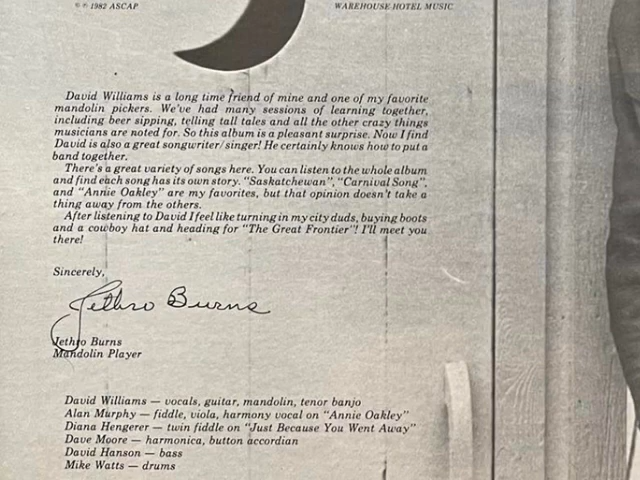 © ℗ 1982 ASCAP
WAREHOUSE HOTEL MUSIC
David Williams is a long time friend of mine and one of my favorite
mandolin pickers. We've had many sessions of learning together,
including beer sipping, telling tall tales and all the other crazy things
musicians are noted for. So this album is a pleasant surprise. Now I find
David is also a great songwriter/singer! He certainly knows how to put a
band together.
There's a great variety of songs here. You can listen to the whole album
and find each song has its own story. "Saskatchewan", "Carnival Song",
and "Annie Oakley" are my favorites, but that opinion doesn't take a
thing away from the others.
After listening to David I feel like turning in my city duds, buying boots
and a cowboy hat and heading for "The Great Frontier"! I'll meet you
there!
Sincerely,
Jethro Burns
Jethro Burns
Mandolin Player
David Williams — vocals, guitar, mandolin, tenor banjo
Alan Murphy — fiddle, viola, harmony vocal on "Annie Oakley"
Diana Hengerer — twin fiddle on "Just Because You Went Away"
Dave Moore — harmonica, button accordian
David Hanson — bass
Mike Watts — drums